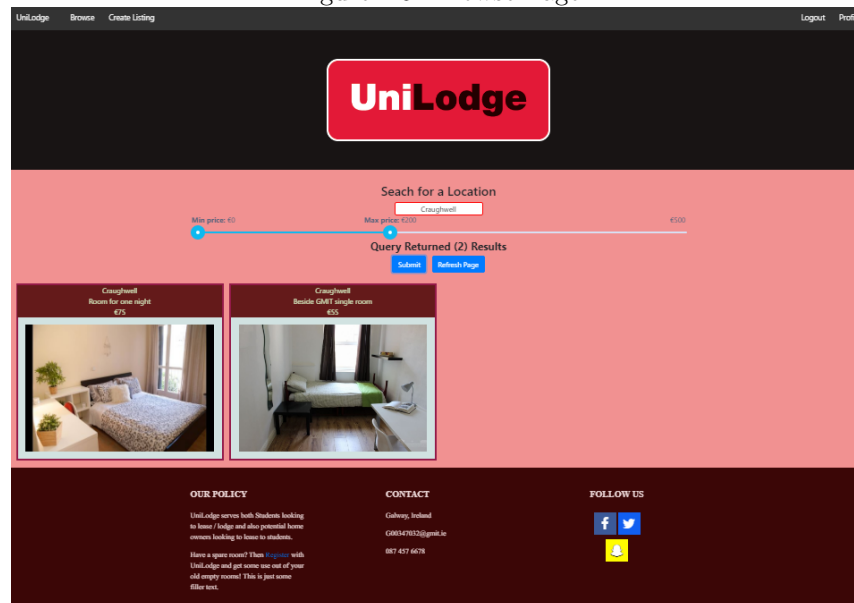 UniLodge Browse Create Listing Logout Profi
UniLodge
Seach for a Location
Craughwell
Min price: €0 Max price: €200 €500
Query Returned (2) Results
Submit Refresh Page
Craughwell
Room for one night
€75
Craughwell
Beside GMIT single room
€55
OUR POLICY
UniLodge serves both Students looking
to lease / lodge and also potential home
owners looking to lease to students.
Have a spare room? Then Register with
UniLodge and get some use out of your
old empty rooms! This is just some
filler text.
CONTACT
Galway, Ireland
G00347032@gmit.ie
087 457 6678
FOLLOW US